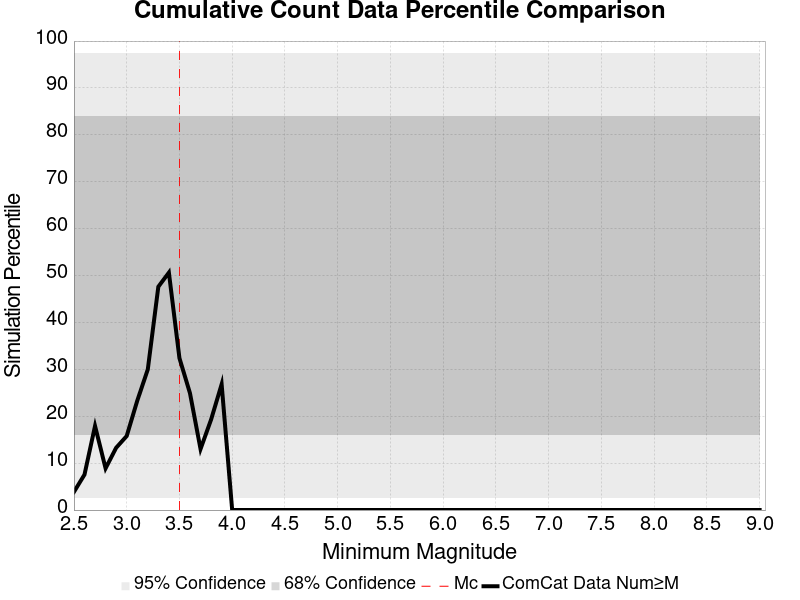 Cumulative Count Data Percentile Comparison
Simulation Percentile
100
90
80
70
60
50
40
30
20
10
0
2.5 3.0 3.5 4.0 4.5 5.0 5.5 6.0 6.5 7.0 7.5 8.0 8.5 9.0
Minimum Magnitude
95% Confidence 68% Confidence Mc ComCat Data Num≥M